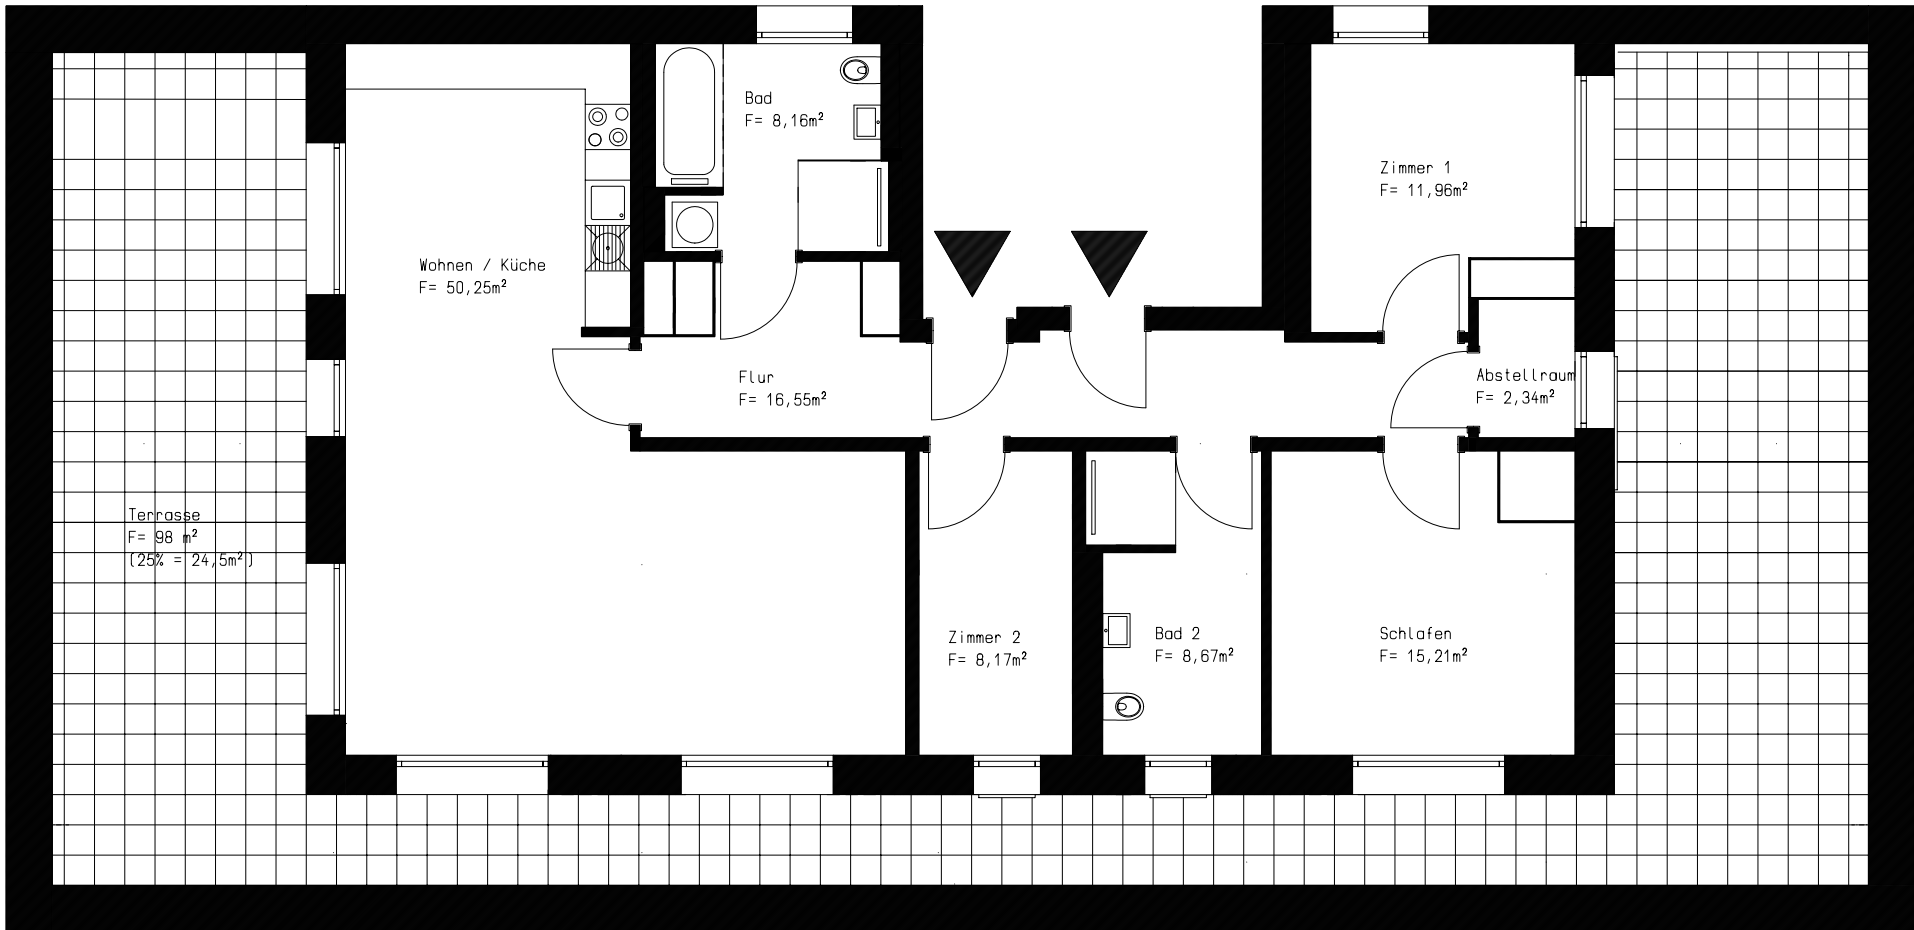 Bad
F= 8,16m²
Zimmer 1
F= 11,96m²
Wohnen / Küche
F= 50,25m²
Flur
F= 16,55m²
Abstellraum
F= 2,34m²
Terrasse
F= 98 m²
(25% = 24,5m²)
Zimmer 2
F= 8,17m²
Bad 2
F= 8,67m²
Schlafen
F= 15,21m²